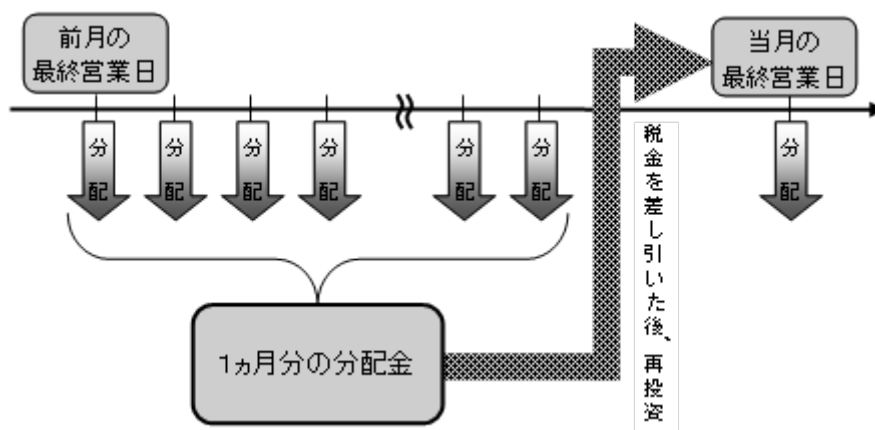 前月の
最終営業日
当月の
最終営業日
分配
分配
分配
分配
分配
分配
分配
税金を差し引いた後、再投資
1ヵ月分の分配金